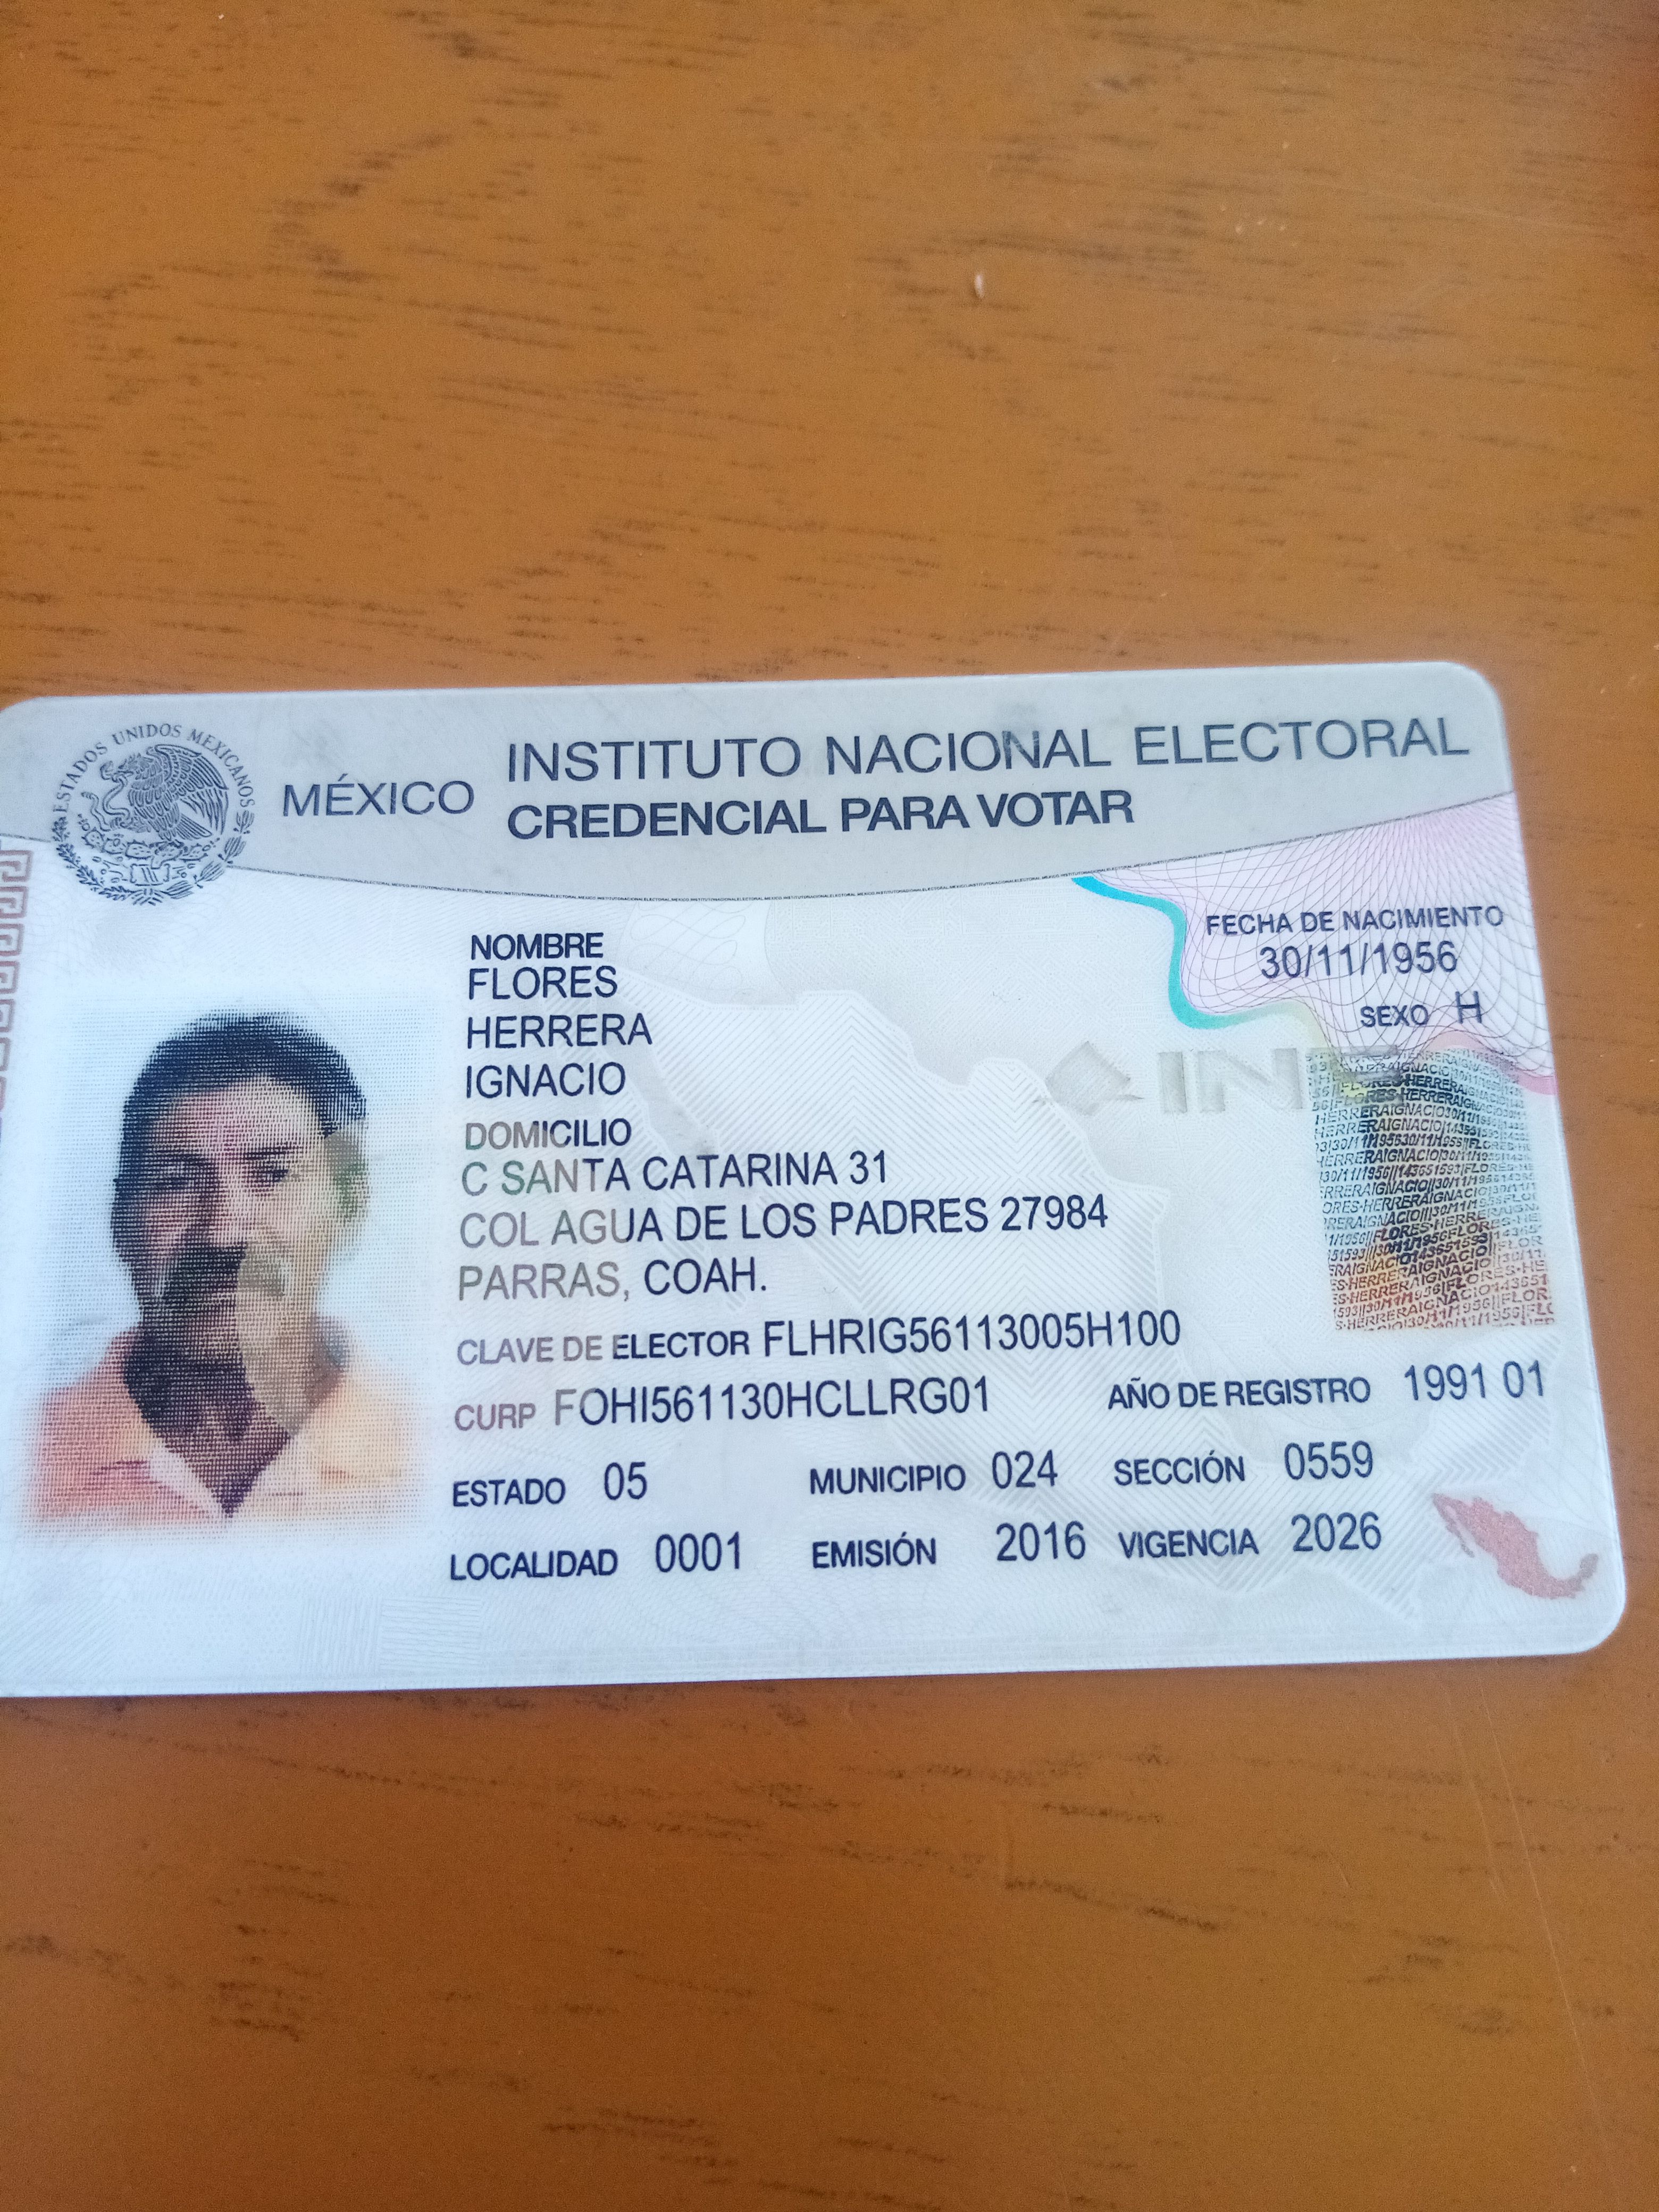 ESTADOS UNIDOS MEXICANOS
MÉXICO
INSTITUTO NACIONAL ELECTORAL
CREDENCIAL PARA VOTAR
FECHA DE NACIMIENTO
30/11/1956
SEXO H
NOMBRE
FLORES
HERRERA
IGNACIO
DOMICILIO
C SANTA CATARINA 31
COL AGUA DE LOS PADRES 27984
PARRAS, COAH.
CLAVE DE ELECTOR FLHRIG56113005H100
CURP FOHI561130HCLLRG01 AÑO DE REGISTRO 1991 01
ESTADO 05 MUNICIPIO 024 SECCIÓN 0559
LOCALIDAD 0001 EMISIÓN 2016 VIGENCIA 2026